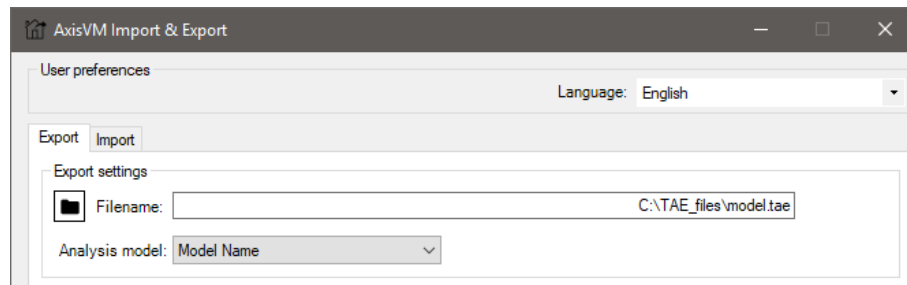 AxisVM Import & Export
User preferences
Language: English
Export Import
Export settings
Filename: C:\TAE_files\model.tae
Analysis model: Model Name